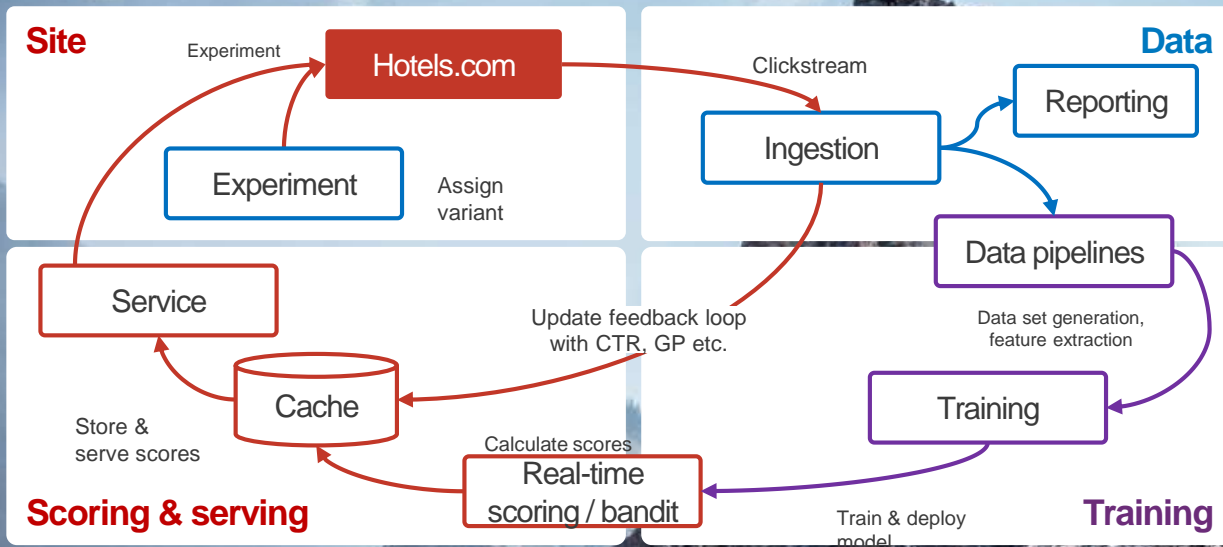 Site
Experiment
Hotels.com
Experiment
Assign
variant
Clickstream
Data
Reporting
Ingestion
Data pipelines
Service
Update feedback loop
with CTR, GP etc.
Data set generation,
feature extraction
Cache
Training
Store &
serve scores
Calculate scores
Real-time
scoring / bandit
Scoring & serving
Train & deploy
model
Training